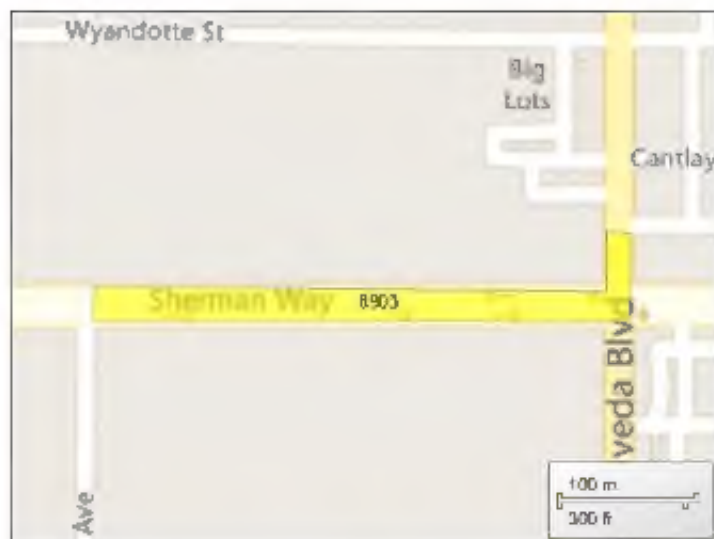 Wyandotte St
Big
Lots
Cantlay
Sherman Way
8903
veda Blvd
Ave
100 m
300 ft